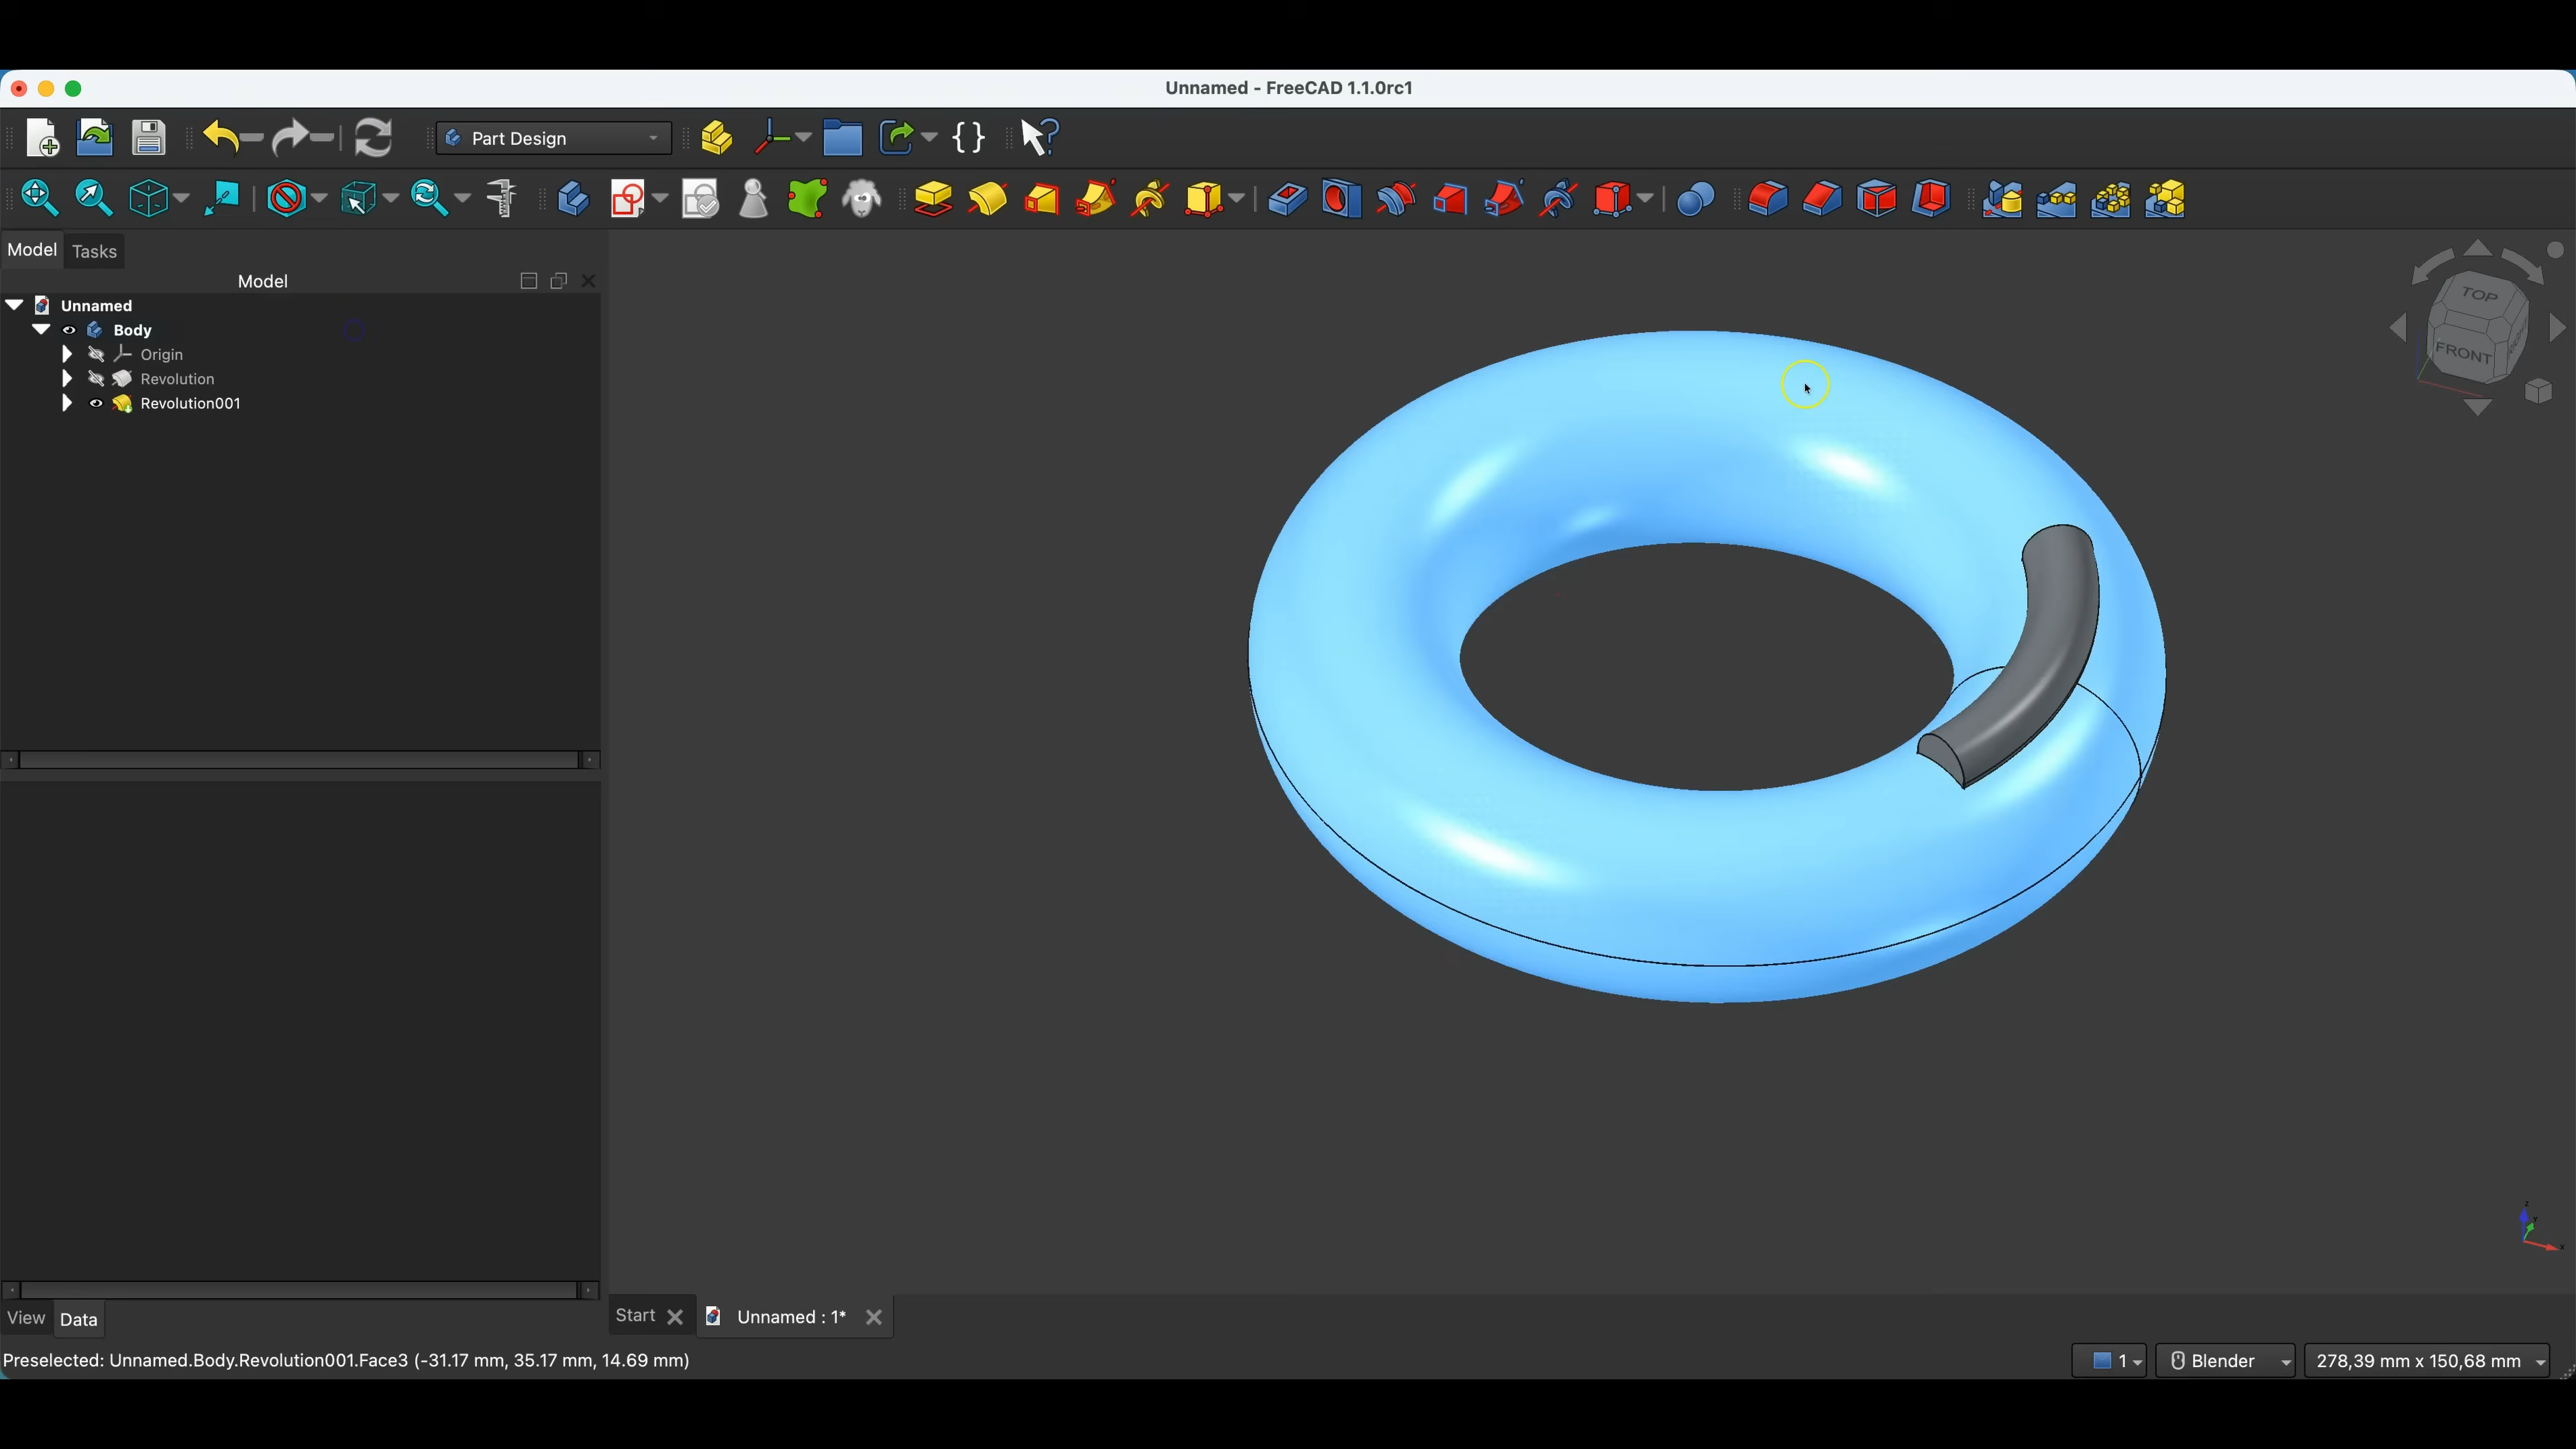 Unnamed - FreeCAD 1.1.0rc1
Part Design
Model Tasks
Model
Unnamed
Body
Origin
Revolution
Revolution001
TOP
FRONT
View Data
Start Unnamed : 1*
Preselected: Unnamed.Body.Revolution001.Face3 (-31.17 mm, 35.17 mm, 14.69 mm)
1 Blender 278,39 mm x 150,68 mm